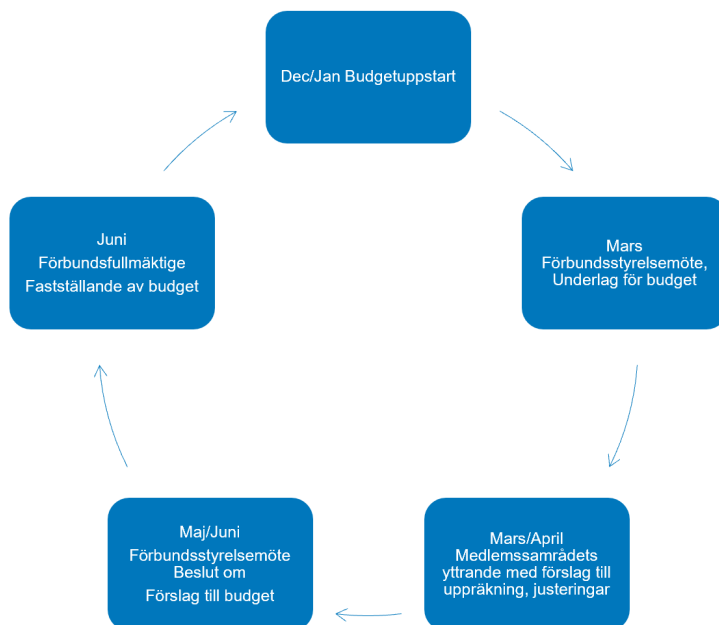 Dec/Jan Budgetuppstart
Mars
Förbundsstyrelsemöte,
Underlag för budget
Mars/April
Medlemssamrådets
yttrande med förslag till
uppräkning, justeringar
Maj/Juni
Förbundsstyrelsemöte
Beslut om
Förslag till budget
Juni
Förbundsfullmäktige
Fastställande av budget